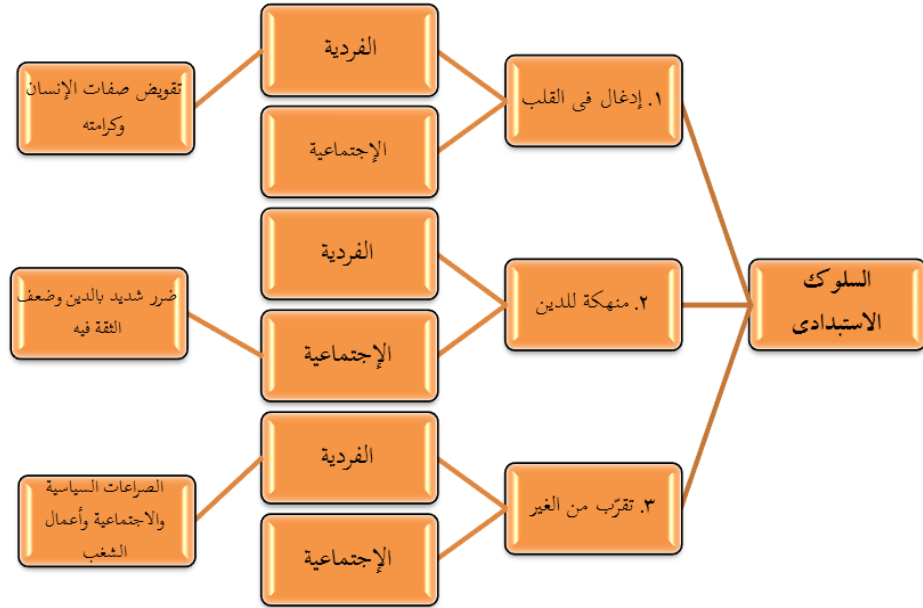 السلوك
الاستبدادى
١. إدغال فى القلب
الفردية
تقويض صفات الإنسان
وكرامته
الإجتماعية
٢. منهكة للدين
الفردية
الإجتماعية
ضرر شديد بالدين وضعف
الثقة فيه
٣. تقرّب من الغير
الفردية
الصراعات السياسية
والاجتماعية وأعمال
الشغب
الإجتماعية